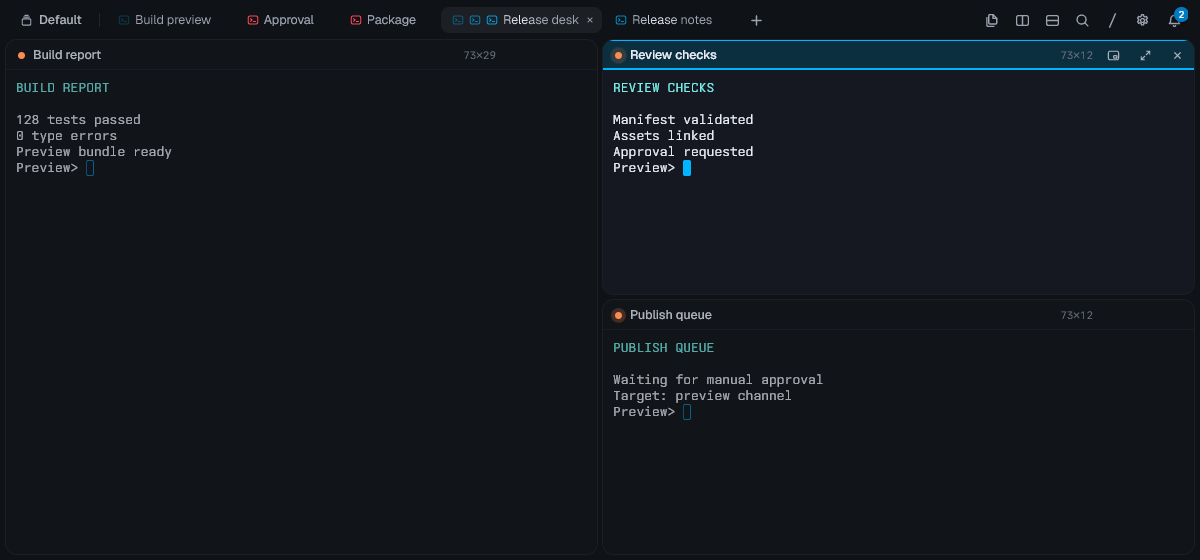 Default Build preview Approval Package Release desk × Release notes + 2
Build report 73×29
BUILD REPORT
128 tests passed
0 type errors
Preview bundle ready
Preview>
Review checks 73×12
REVIEW CHECKS
Manifest validated
Assets linked
Approval requested
Preview>
Publish queue 73×12
PUBLISH QUEUE
Waiting for manual approval
Target: preview channel
Preview>